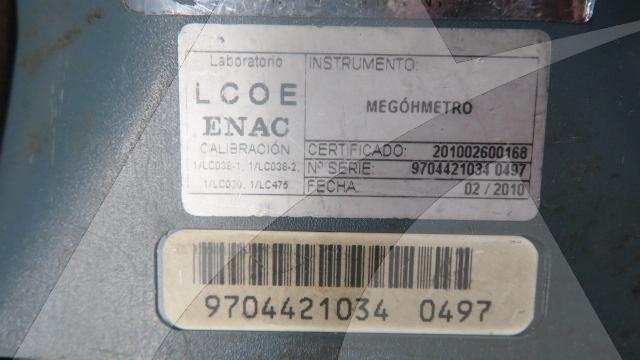 Laboratorio
LCOE
ENAC
CALIBRACIÓN
1/LC038-1, 1/LC038-2,
1/LC039, 1/LC475
INSTRUMENTO:
MEGÓHMETRO
CERTIFICADO: 201002600168
Nº SERIE: 9704421034 0497
FECHA: 02 / 2010
9704421034 0497